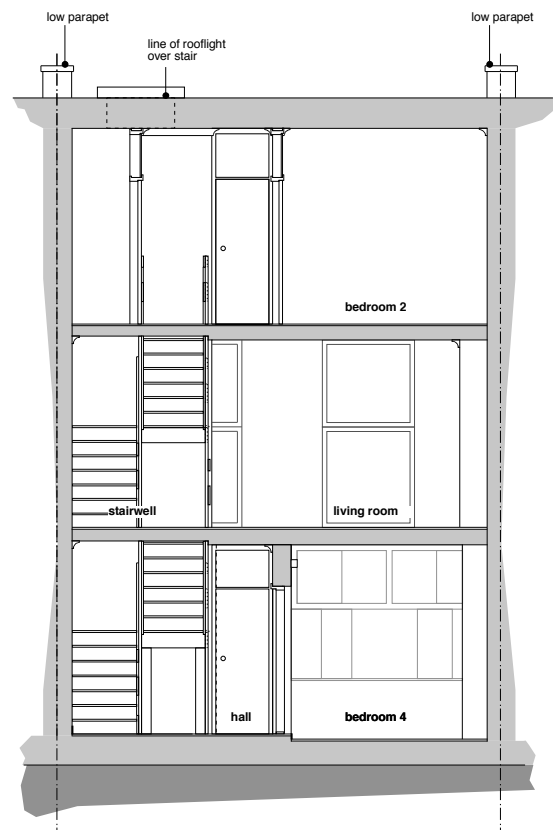 low parapet
line of rooflight
over stair
low parapet
bedroom 2
stairwell
living room
hall
bedroom 4